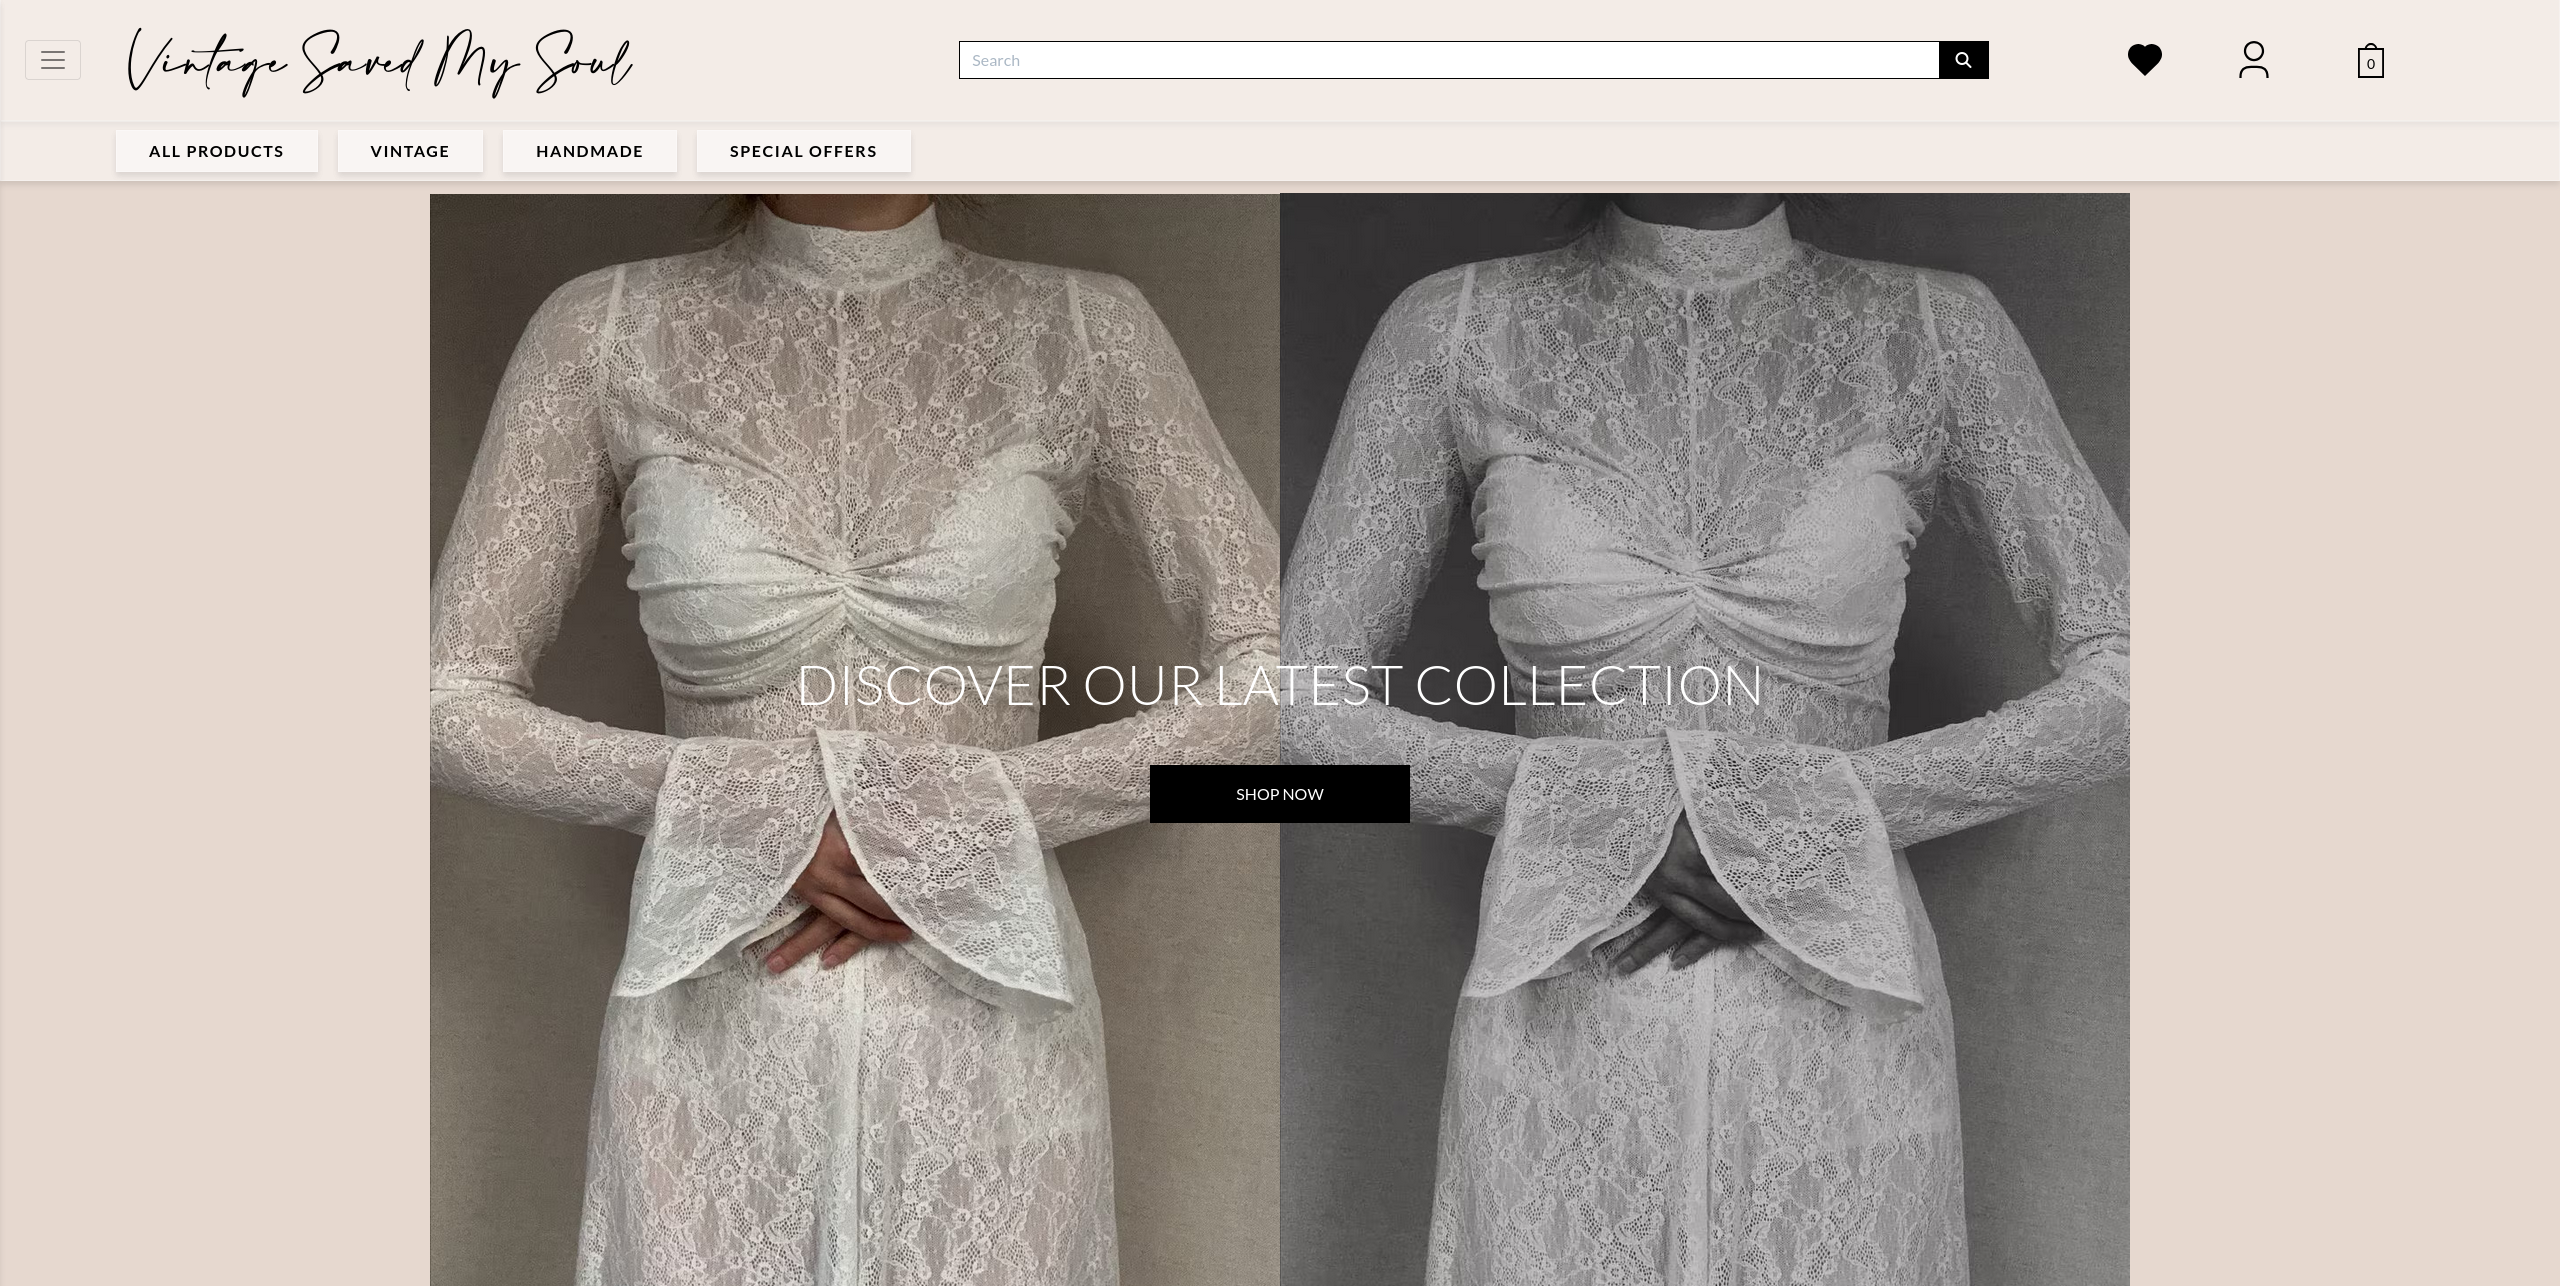 Vintage Saved My Soul
Search
0
ALL PRODUCTS
VINTAGE
HANDMADE
SPECIAL OFFERS
DISCOVER OUR LATEST COLLECTION
SHOP NOW